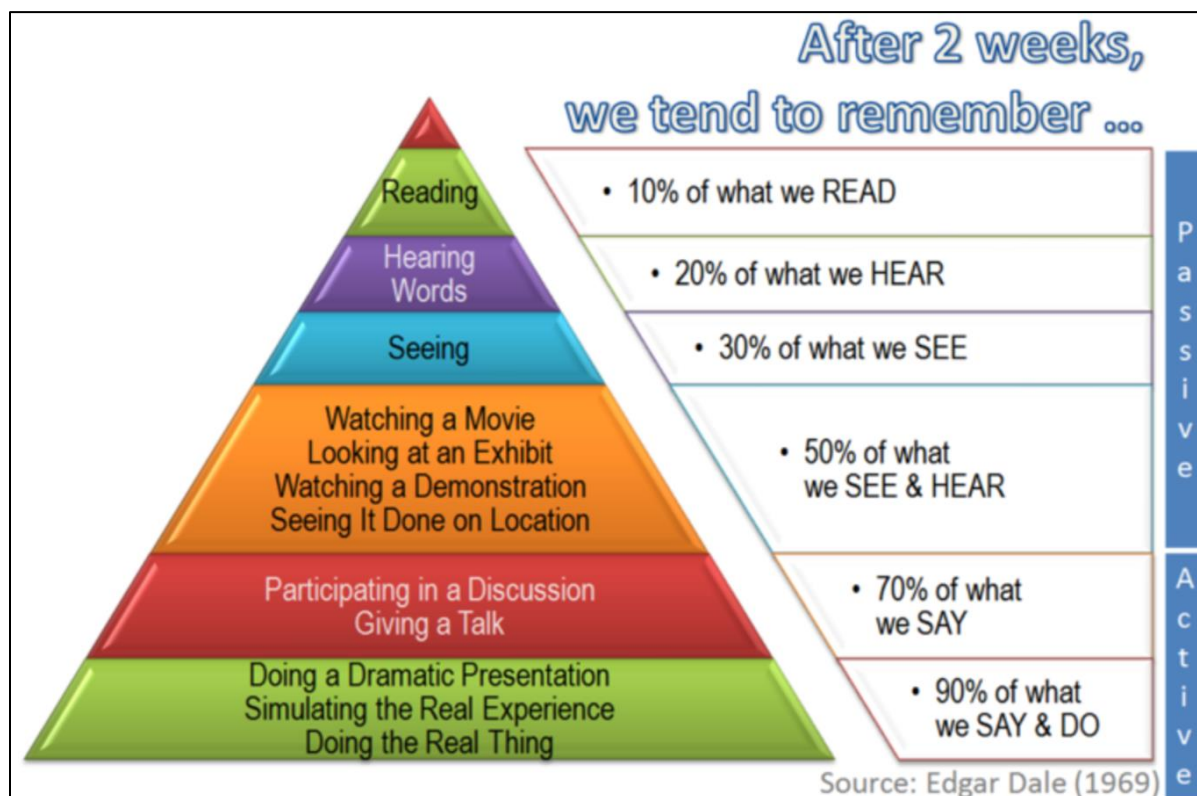 After 2 weeks,
we tend to remember ...
Reading
• 10% of what we READ
Hearing
Words
• 20% of what we HEAR
Seeing
• 30% of what we SEE
Watching a Movie
Looking at an Exhibit
Watching a Demonstration
Seeing It Done on Location
• 50% of what
we SEE & HEAR
Participating in a Discussion
Giving a Talk
• 70% of what
we SAY
Doing a Dramatic Presentation
Simulating the Real Experience
Doing the Real Thing
• 90% of what
we SAY & DO
Passive
Active
Source: Edgar Dale (1969)